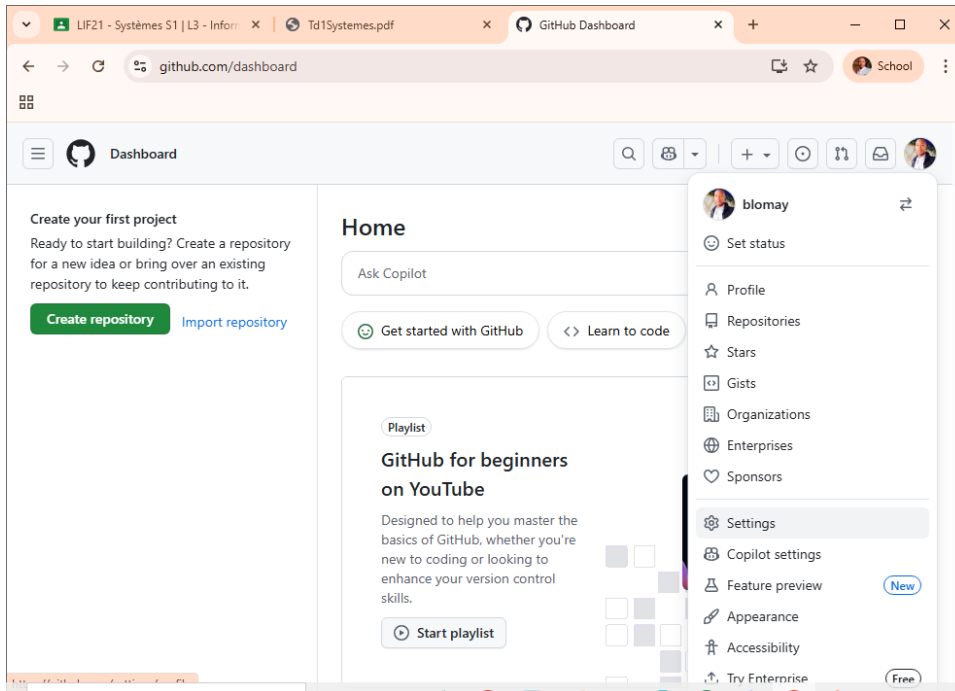 LIF21 - Systèmes S1 | L3 - Inform
Td1Systemes.pdf
GitHub Dashboard
github.com/dashboard
School
Dashboard
blomay
Set status
Profile
Repositories
Stars
Gists
Organizations
Enterprises
Sponsors
Settings
Copilot settings
Feature preview
New
Appearance
Accessibility
Try Enterprise
Free
Create your first project
Ready to start building? Create a repository
for a new idea or bring over an existing
repository to keep contributing to it.
Create repository
Import repository
Home
Ask Copilot
Get started with GitHub
Learn to code
Playlist
GitHub for beginners
on YouTube
Designed to help you master the
basics of GitHub, whether you're
new to coding or looking to
enhance your version control
skills.
Start playlist